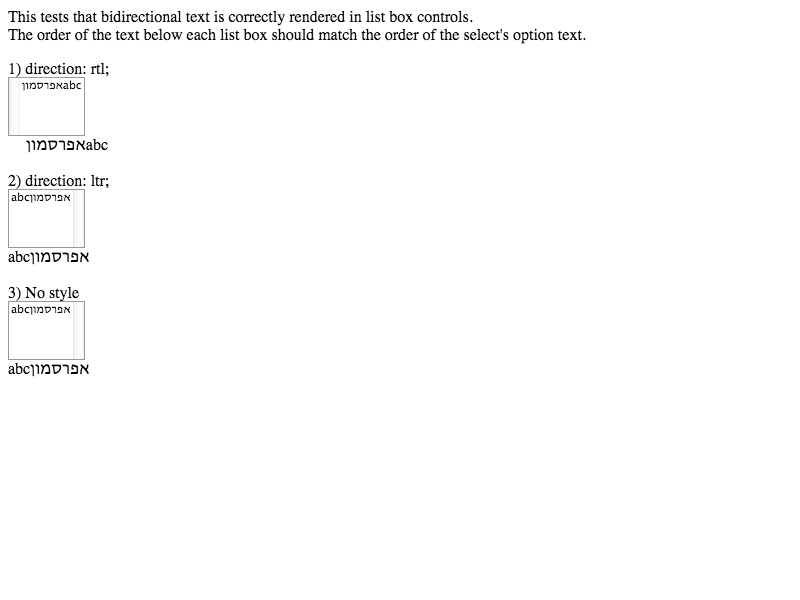 This tests that bidirectional text is correctly rendered in list box controls.
The order of the text below each list box should match the order of the select's option text.
1) direction: rtl;
abcאפרסמון
abcאפרסמון
2) direction: ltr;
abcאפרסמון
abcאפרסמון
3) No style
abcאפרסמון
abcאפרסמון